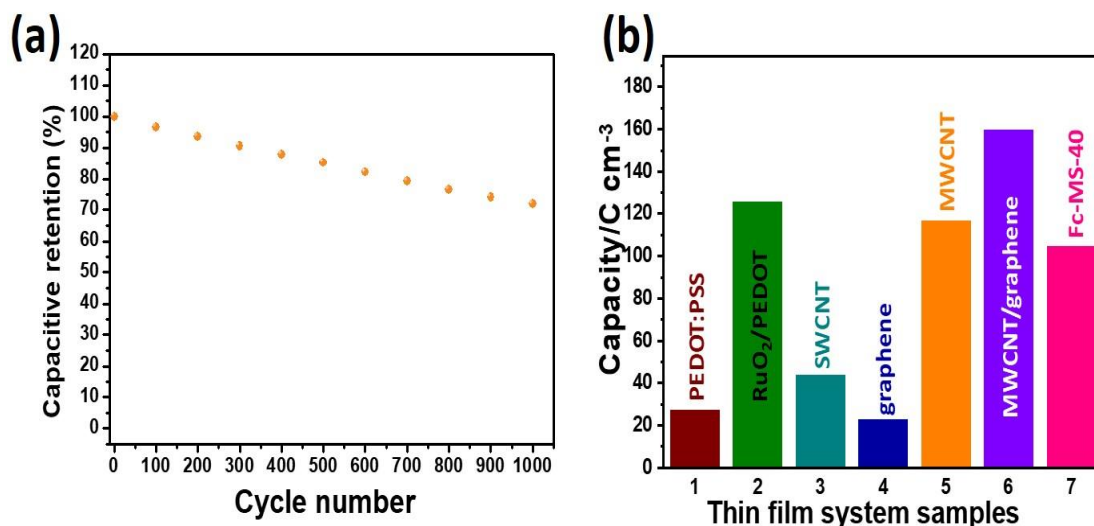 (a)
120
110
100
90
80
70
60
50
40
30
20
10
0
Capacitive retention (%)
0 100 200 300 400 500 600 700 800 900 1000
Cycle number
(b)
180
160
140
120
100
80
60
40
20
0
Capacity/C cm⁻³
PEDOT:PSS
RuO₂/PEDOT
SWCNT
graphene
MWCNT
MWCNT/graphene
Fc-MS-40
1 2 3 4 5 6 7
Thin film system samples